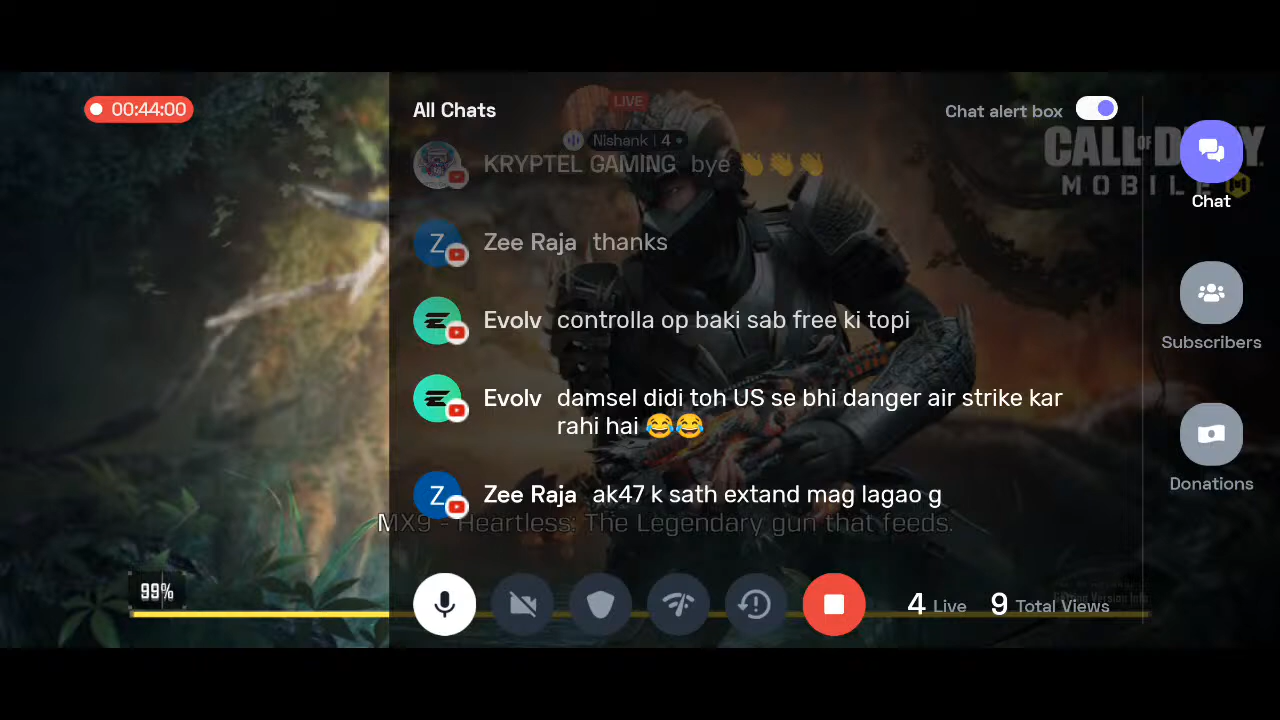 00:44:00
All Chats
LIVE
Chat alert box
Nishank | 4
CALL OF DUTY
MOBILE
KRYPTEL GAMING bye 👋👋👋
Chat
Z
Zee Raja thanks
Evolv controlla op baki sab free ki topi
Subscribers
Evolv damsel didi toh US se bhi danger air strike kar
rahi hai 😂😂
Z
Zee Raja ak47 k sath extand mag lagao g
Donations
MX9 - Heartless: The Legendary gun that feeds.
99%
4 Live 9 Total Views